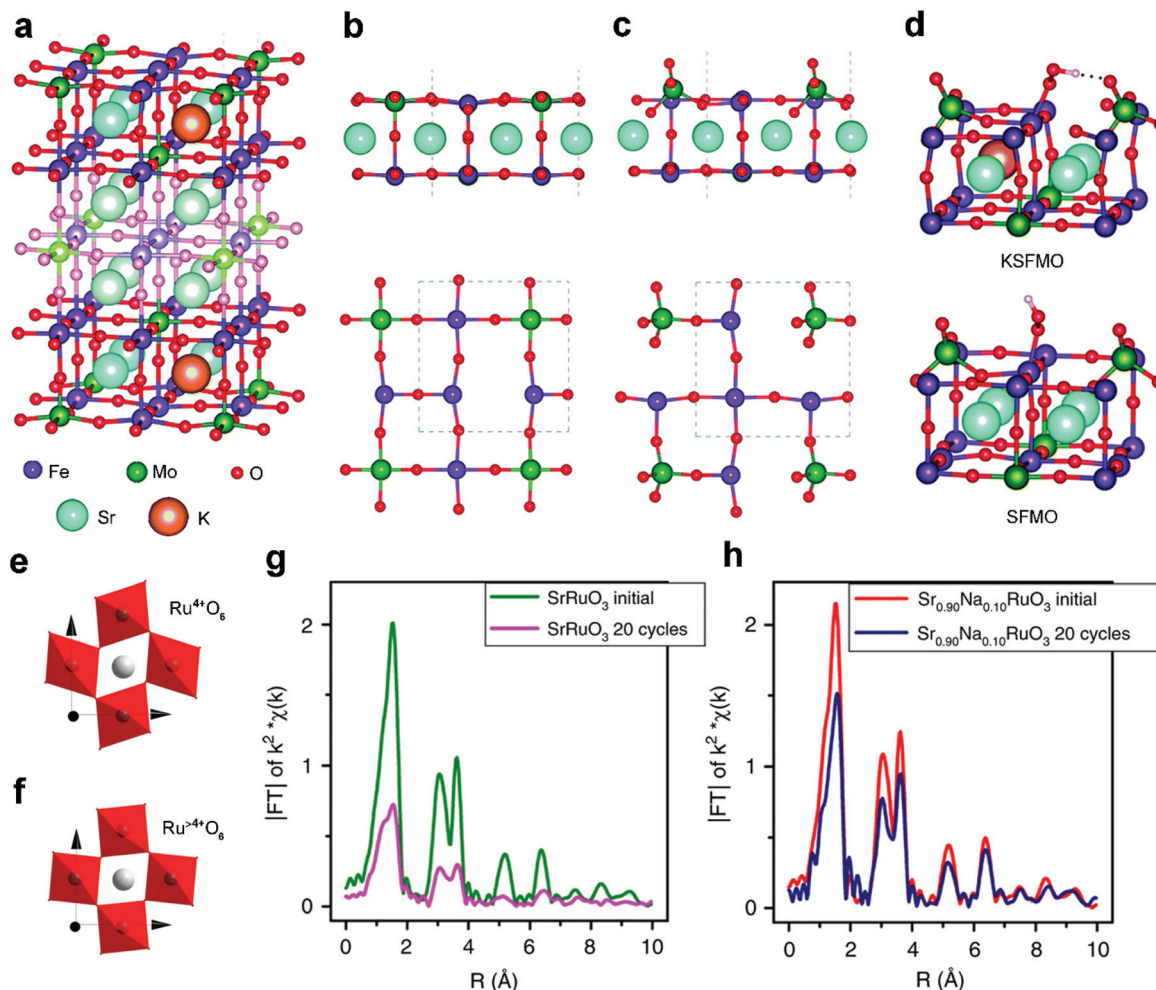 a
b
c
d
KSFMO
SFMO
Fe
Mo
O
Sr
K
e
Ru⁴⁺O₆
f
Ru^{>4+}O₆
g
SrRuO₃ initial
SrRuO₃ 20 cycles
2
1
0
|FT| of k² *χ(k)
0 2 4 6 8 10
R (Å)
h
Sr₀.₉₀Na₀.₁₀RuO₃ initial
Sr₀.₉₀Na₀.₁₀RuO₃ 20 cycles
2
1
0
|FT| of k² *χ(k)
0 2 4 6 8 10
R (Å)